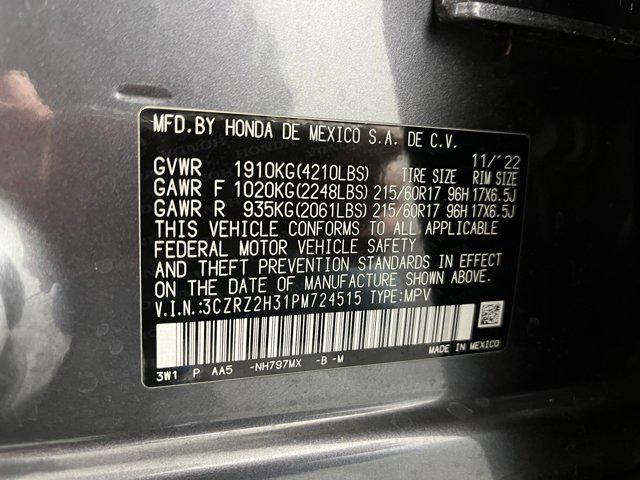 MFD.BY HONDA DE MEXICO S.A. DE C.V.
11/'22
GVWR 1910KG(4210LBS) TIRE SIZE RIM SIZE
GAWR F 1020KG(2248LBS) 215/60R17 96H 17X6.5J
GAWR R 935KG(2061LBS) 215/60R17 96H 17X6.5J
THIS VEHICLE CONFORMS TO ALL APPLICABLE
FEDERAL MOTOR VEHICLE SAFETY
AND THEFT PREVENTION STANDARDS IN EFFECT
ON THE DATE OF MANUFACTURE SHOWN ABOVE.
V.I.N.:3CZRZ2H31PM724515 TYPE:MPV
3W1 P AA5 -NH797MX -B -M MADE IN MEXICO